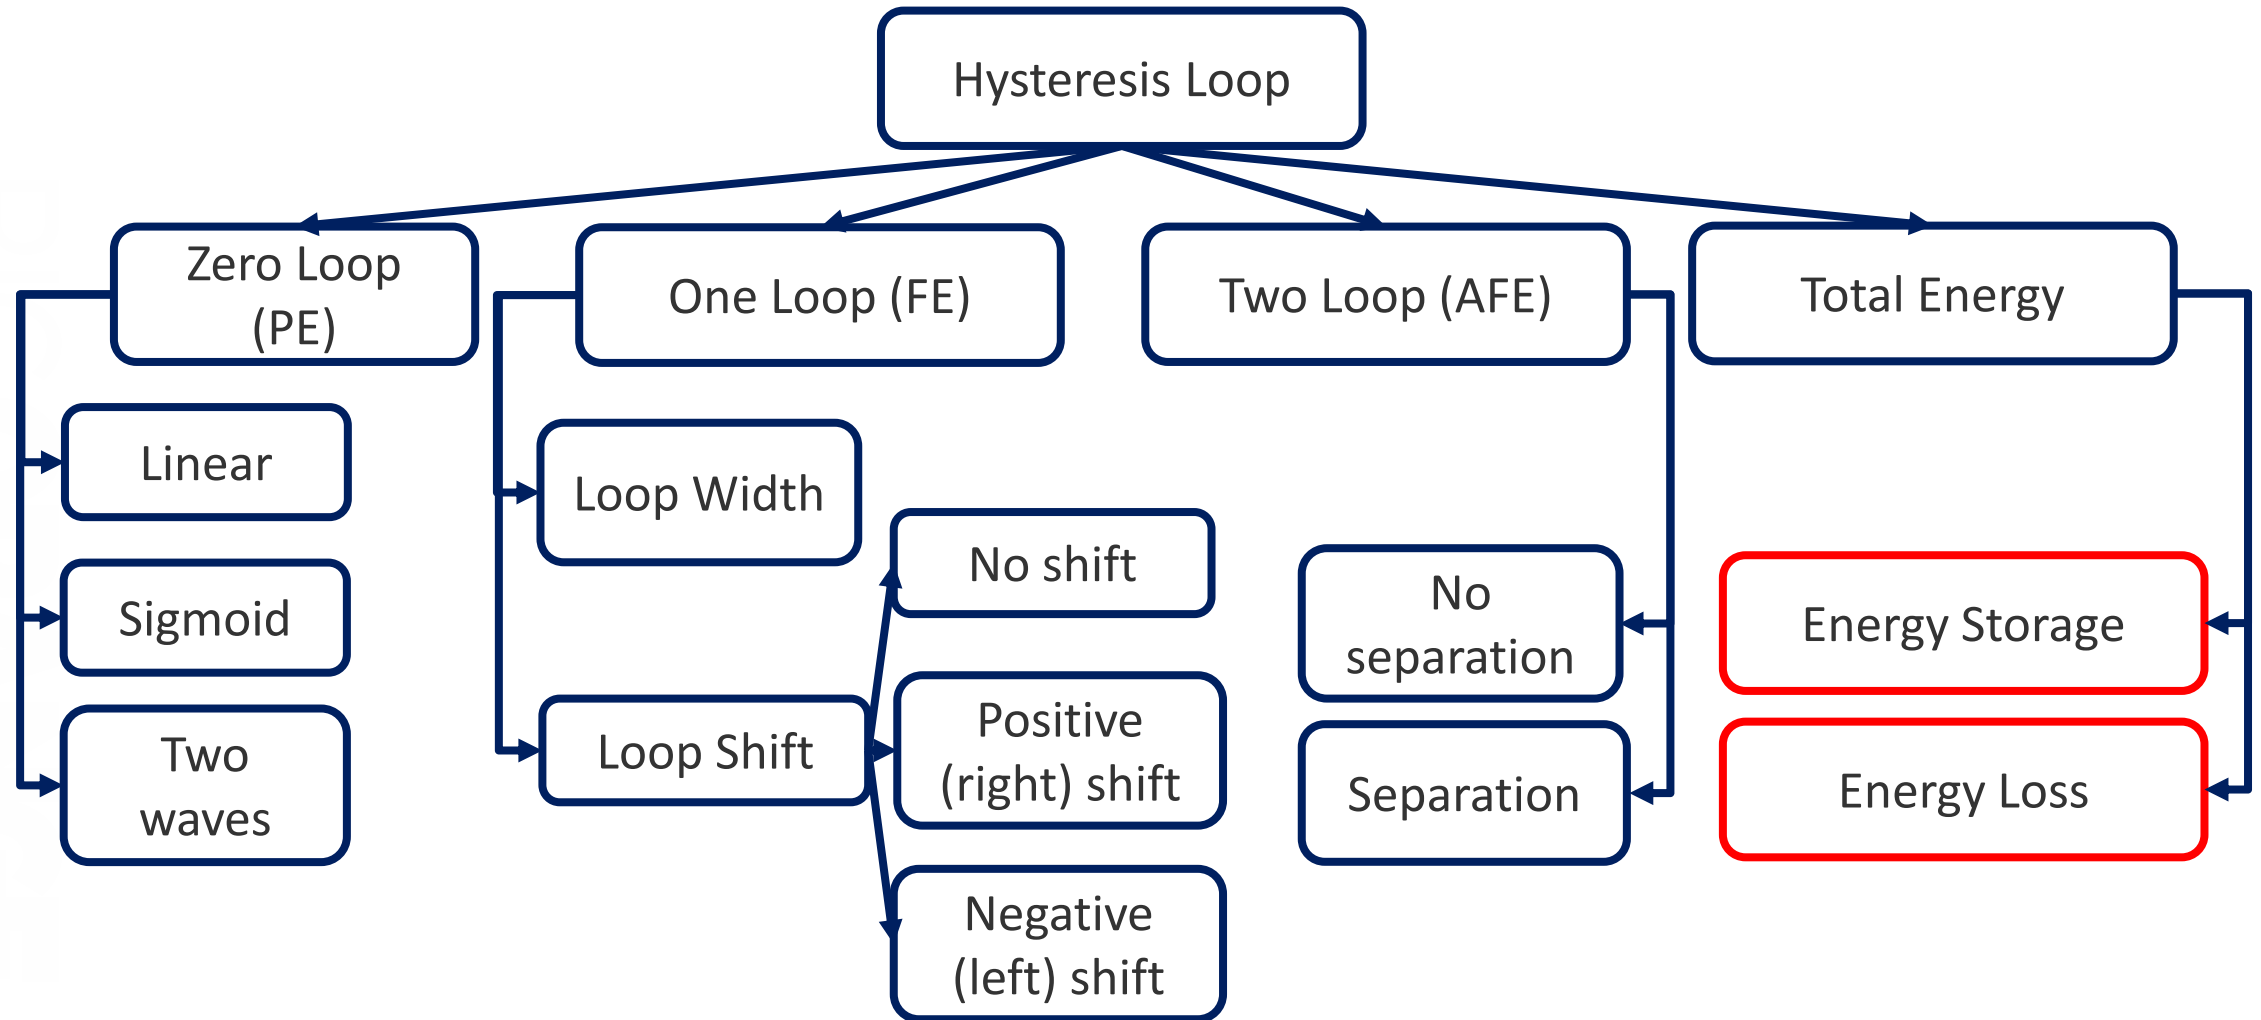 Hysteresis Loop
Zero Loop
(PE)
One Loop (FE)
Two Loop (AFE)
Total Energy
Linear
Sigmoid
Two
waves
Loop Width
Loop Shift
No shift
Positive
(right) shift
Negative
(left) shift
No
separation
Separation
Energy Storage
Energy Loss